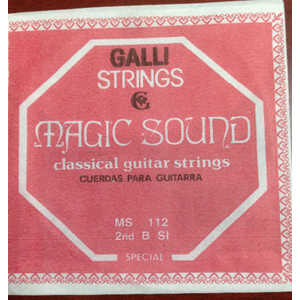 GALLI
STRINGS
G
MAGIC SOUND
classical guitar strings
CUERDAS PARA GUITARRA
MS 112
2nd B SI
SPECIAL